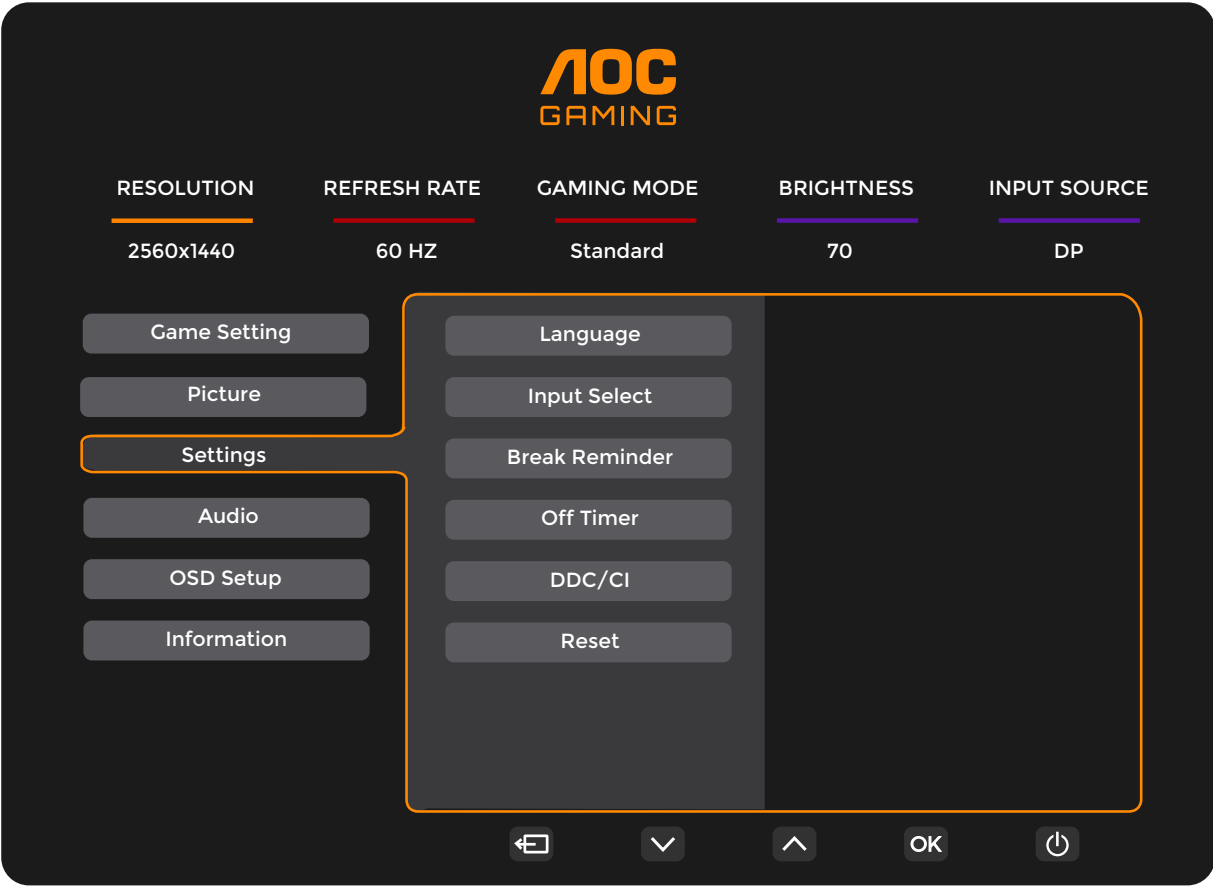 AOC
GAMING
RESOLUTION REFRESH RATE GAMING MODE BRIGHTNESS INPUT SOURCE
2560x1440 60 HZ Standard 70 DP
Game Setting
Picture
Settings
Audio
OSD Setup
Information
Language
Input Select
Break Reminder
Off Timer
DDC/CI
Reset
OK